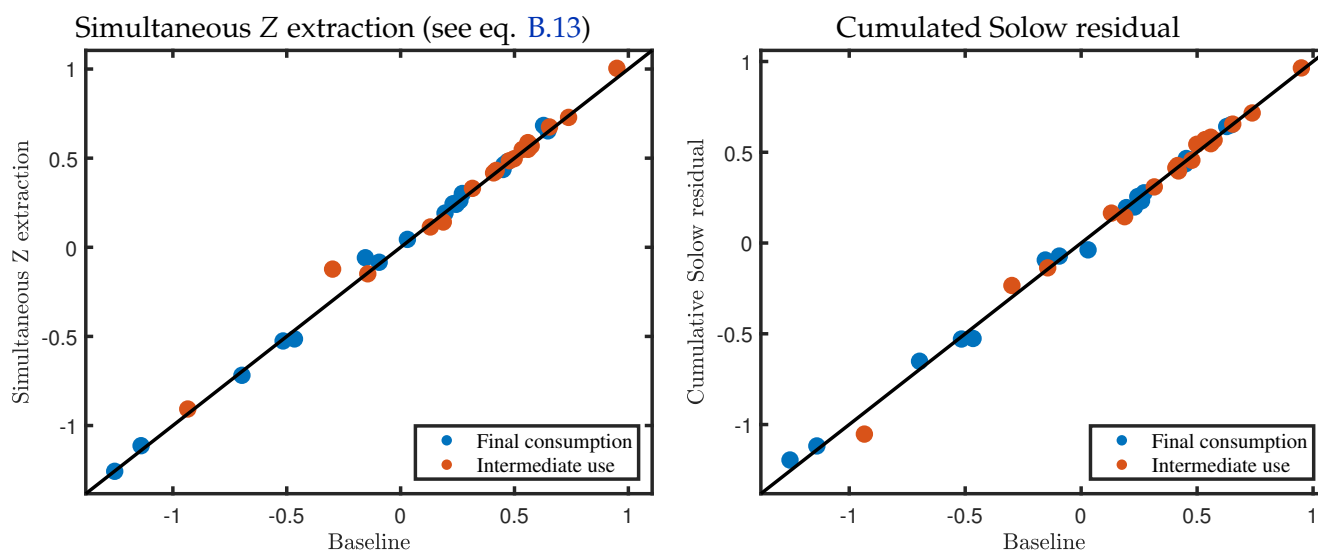 Simultaneous Z extraction (see eq. B.13)
1
0.5
0
-0.5
-1
Simultaneous Z extraction
-1
-0.5
0
0.5
1
Baseline
Final consumption
Intermediate use
Cumulated Solow residual
1
0.5
0
-0.5
-1
Cumulative Solow residual
-1
-0.5
0
0.5
1
Baseline
Final consumption
Intermediate use